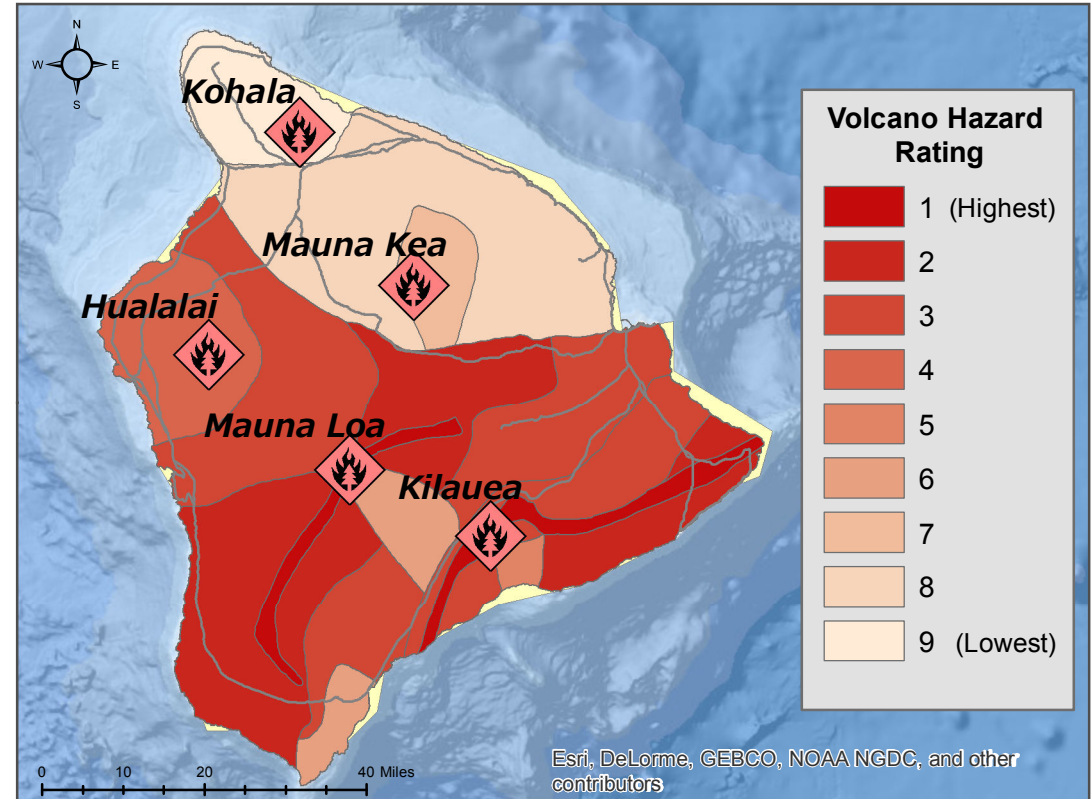 N
W E
S
Kohala
Mauna Kea
Hualalai
Mauna Loa
Kilauea
Volcano Hazard
Rating
1 (Highest)
2
3
4
5
6
7
8
9 (Lowest)
0 10 20 40 Miles
Esri, DeLorme, GEBCO, NOAA NGDC, and other
contributors